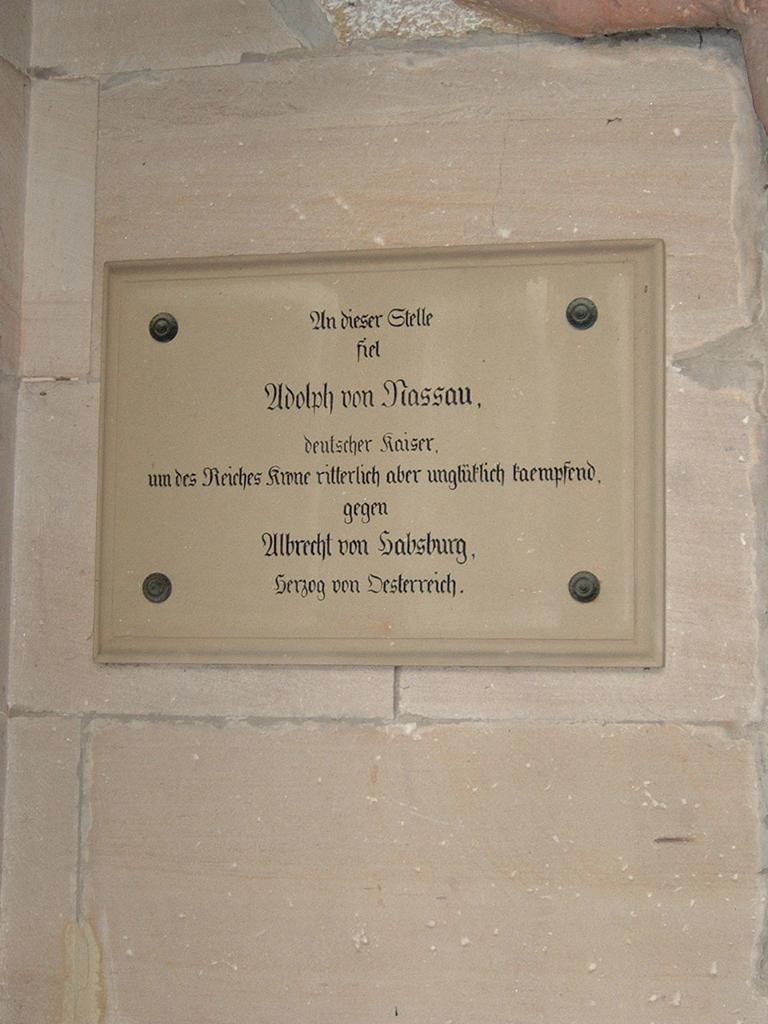 An dieser Stelle
fiel
Adolph von Nassau,
deutscher Kaiser,
um des Reiches Krone ritterlich aber unglüklich kaempfend,
gegen
Albrecht von Habsburg,
Herzog von Oesterreich.